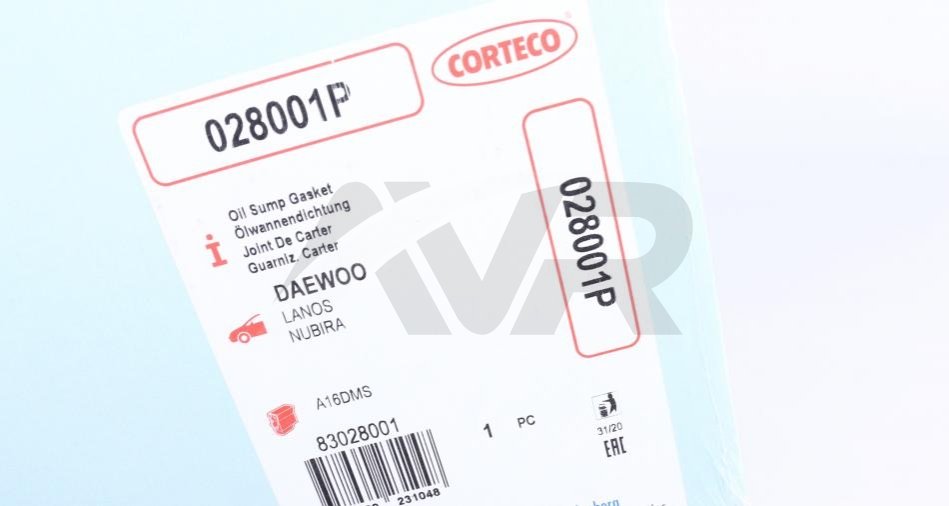 CORTECO
028001P
028001P
Oil Sump Gasket
Ölwannendichtung
Joint De Carter
Guarniz. Carter
DAEWOO
LANOS
NUBIRA
A16DMS
83028001
1 PC
31/20
EAC
231048
iVR